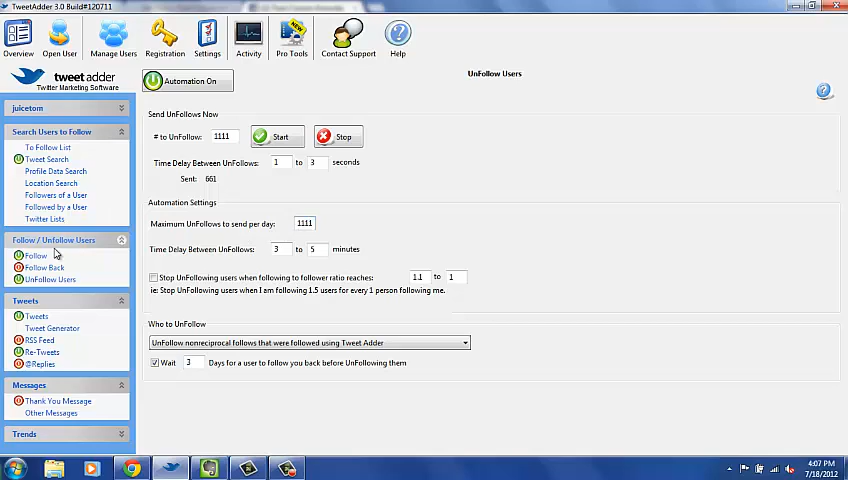 TweetAdder 3.0 Build#120711
Overview
Open User
Manage Users
Registration
Settings
Activity
NEW
Pro Tools
Contact Support
Help
tweet adder
Twitter Marketing Software
Automation On
UnFollow Users
juicetom
Search Users to Follow
To Follow List
Tweet Search
Profile Data Search
Location Search
Followers of a User
Followed by a User
Twitter Lists
Follow / Unfollow Users
Follow
Follow Back
UnFollow Users
Tweets
Tweets
Tweet Generator
RSS Feed
Re-Tweets
@Replies
Messages
Thank You Message
Other Messages
Trends
Send UnFollows Now
# to UnFollow: 1111 Start Stop
Time Delay Between UnFollows: 1 to 3 seconds
Sent: 661
Automation Settings
Maximum UnFollows to send per day: 1111
Time Delay Between UnFollows: 3 to 5 minutes
Stop UnFollowing users when following to follower ratio reaches: 1.1 to 1
ie: Stop UnFollowing users when I am following 1.5 users for every 1 person following me.
Who to UnFollow
UnFollow nonreciprocal follows that were followed using Tweet Adder
Wait 3 Days for a user to follow you back before UnFollowing them
4:07 PM
7/18/2012